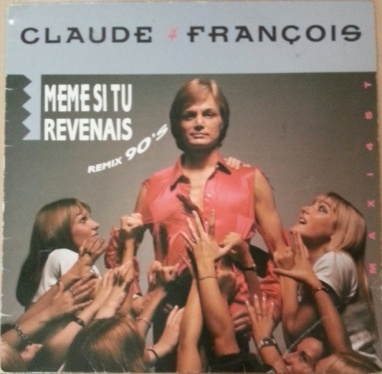 CLAUDE FRANÇOIS
MEME SI TU
REVENAIS
REMIX 90'S
MAXI 45T